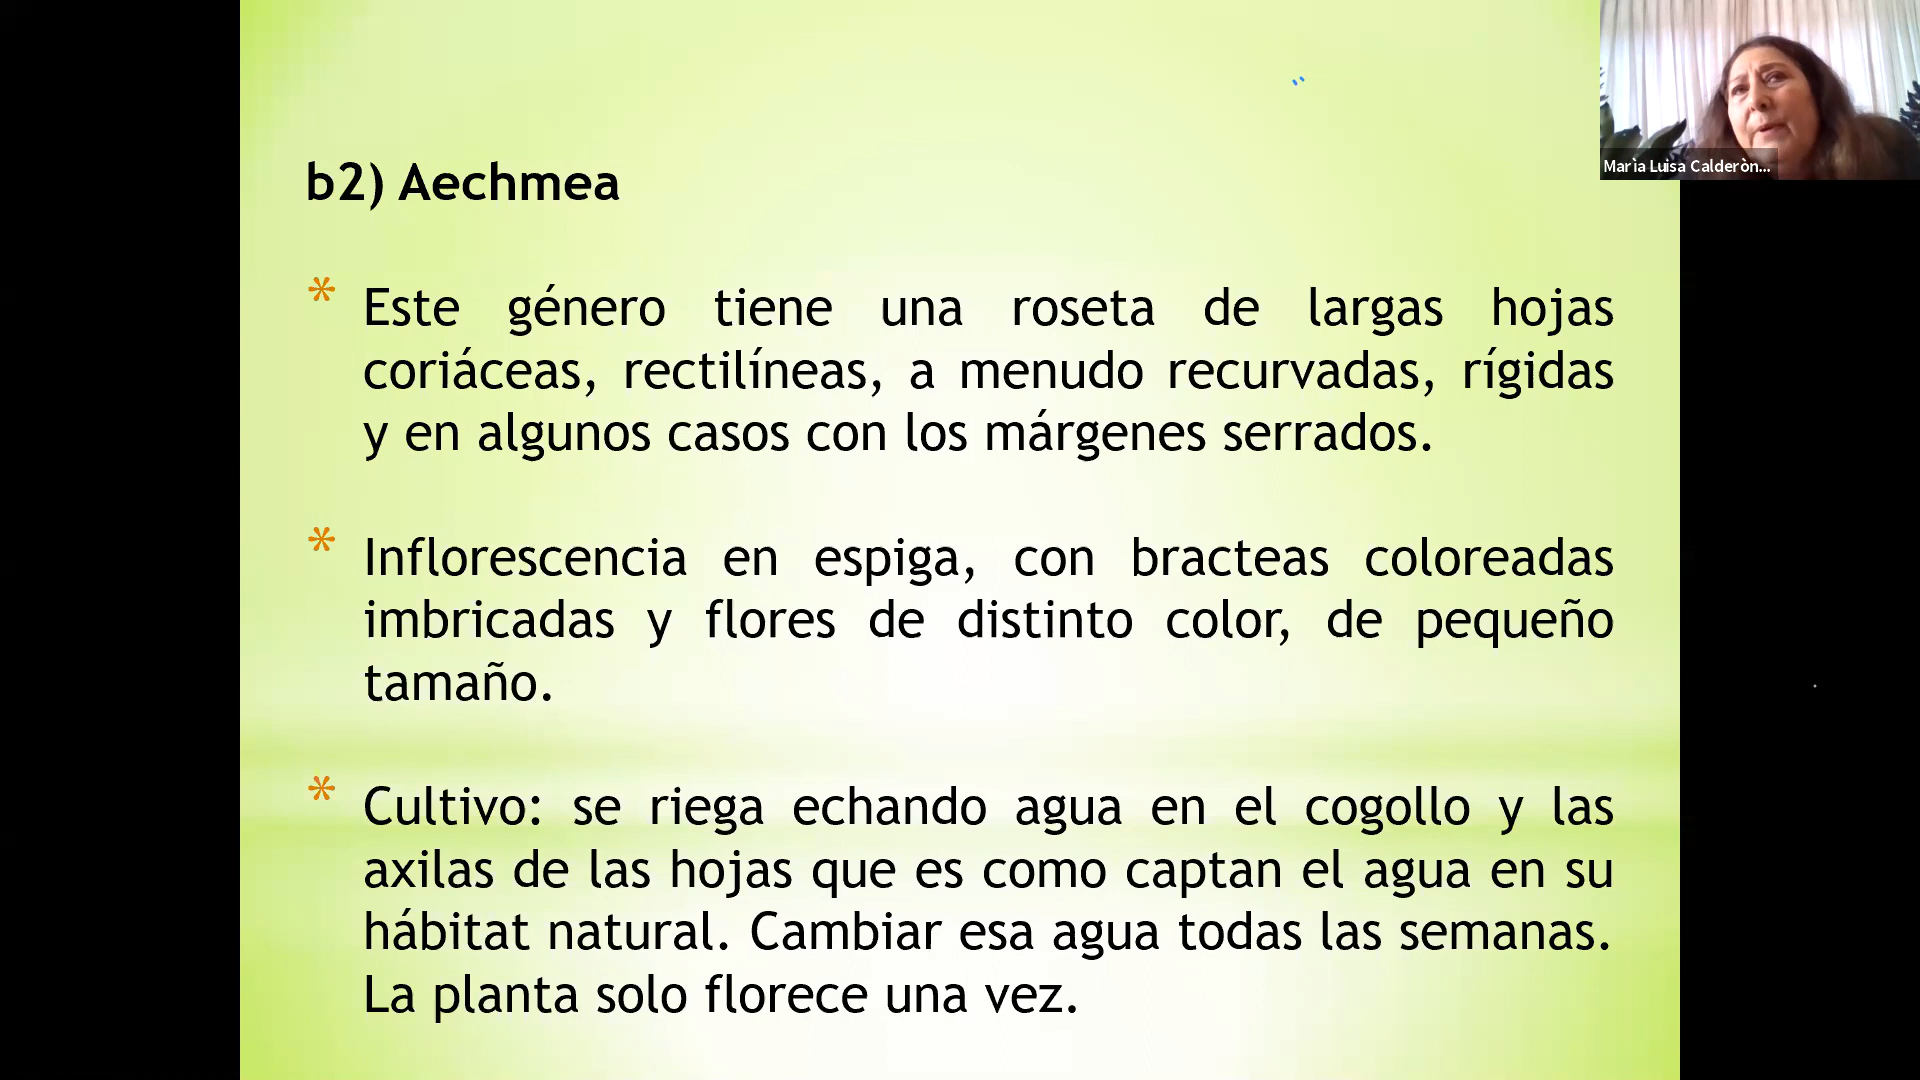 Marìa Luisa Calderòn...
b2) Aechmea
* Este género tiene una roseta de largas hojas
coriáceas, rectilíneas, a menudo recurvadas, rígidas
y en algunos casos con los márgenes serrados.
* Inflorescencia en espiga, con bracteas coloreadas
imbricadas y flores de distinto color, de pequeño
tamaño.
* Cultivo: se riega echando agua en el cogollo y las
axilas de las hojas que es como captan el agua en su
hábitat natural. Cambiar esa agua todas las semanas.
La planta solo florece una vez.